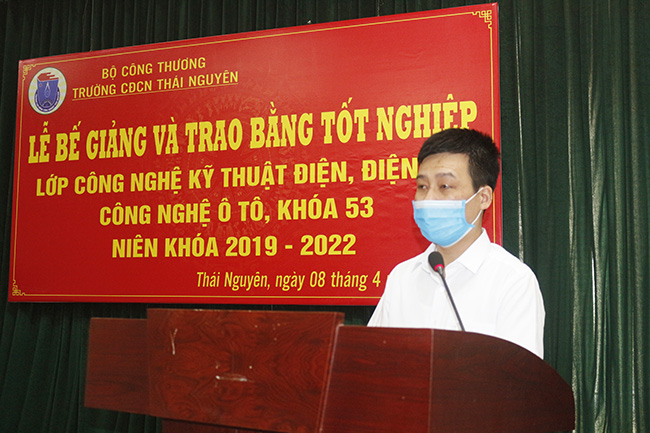 BỘ CÔNG THƯƠNG
TRƯỜNG CĐCN THÁI NGUYÊN
LỄ BẾ GIẢNG VÀ TRAO BẰNG TỐT NGHIỆP
LỚP CÔNG NGHỆ KỸ THUẬT ĐIỆN, ĐIỆN
CÔNG NGHỆ Ô TÔ, KHÓA 53
NIÊN KHÓA 2019 - 2022
Thái Nguyên, ngày 08 tháng 4